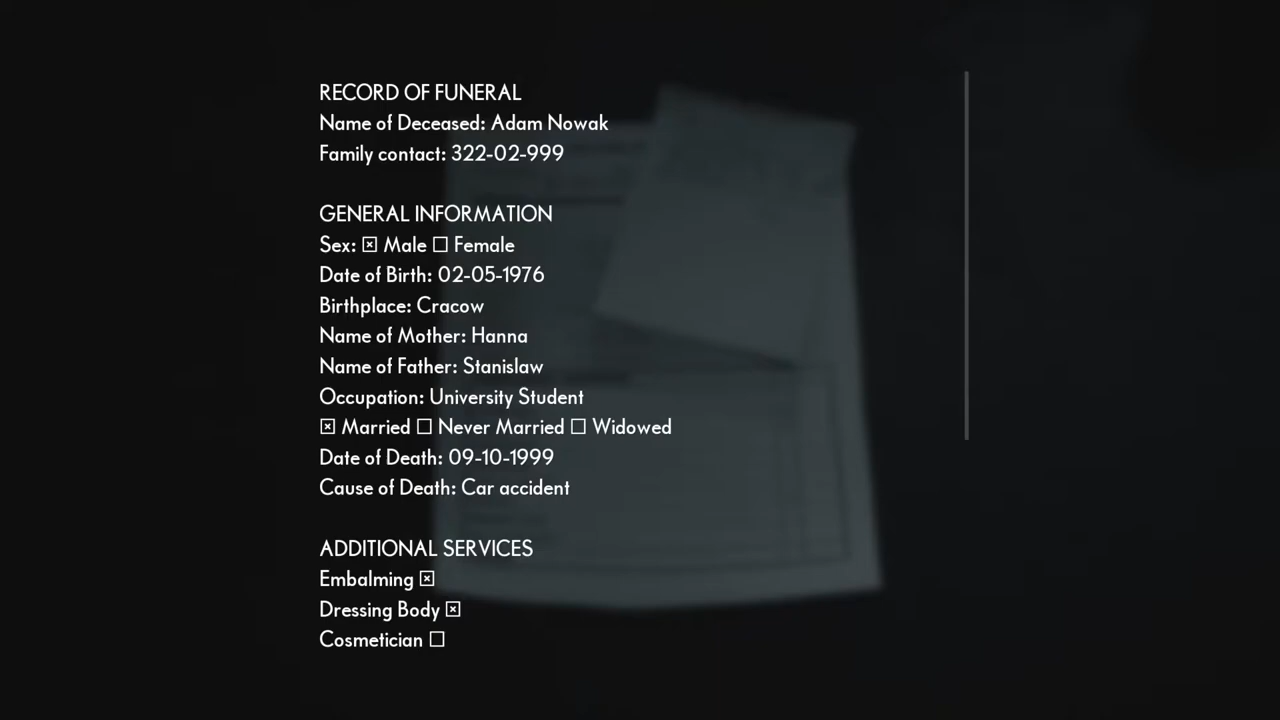 RECORD OF FUNERAL
Name of Deceased: Adam Nowak
Family contact: 322-02-999
GENERAL INFORMATION
Sex: ☒ Male ☐ Female
Date of Birth: 02-05-1976
Birthplace: Cracow
Name of Mother: Hanna
Name of Father: Stanislaw
Occupation: University Student
☒ Married ☐ Never Married ☐ Widowed
Date of Death: 09-10-1999
Cause of Death: Car accident
ADDITIONAL SERVICES
Embalming ☒
Dressing Body ☒
Cosmetician ☐